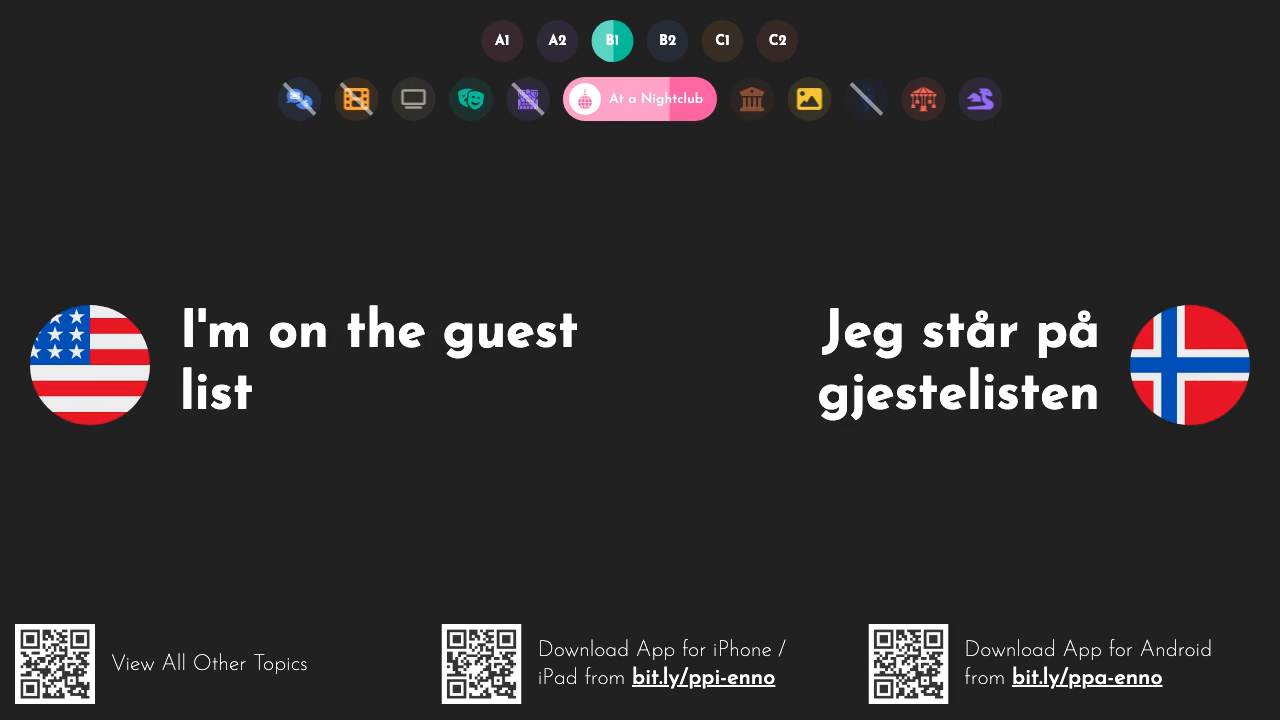 A1 A2 B1 B2 C1 C2
At a Nightclub
I'm on the guest
list
Jeg står på
gjestelisten
View All Other Topics
Download App for iPhone /
iPad from bit.ly/ppi-enno
Download App for Android
from bit.ly/ppa-enno